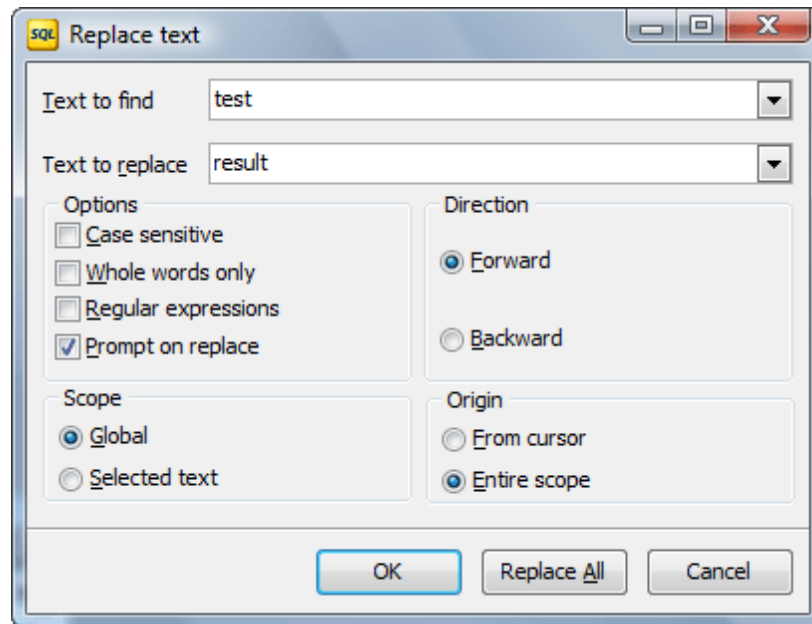 SQL Replace text
Text to find test
Text to replace result
Options
Case sensitive
Whole words only
Regular expressions
Prompt on replace
Direction
Forward
Backward
Scope
Global
Selected text
Origin
From cursor
Entire scope
OK Replace All Cancel